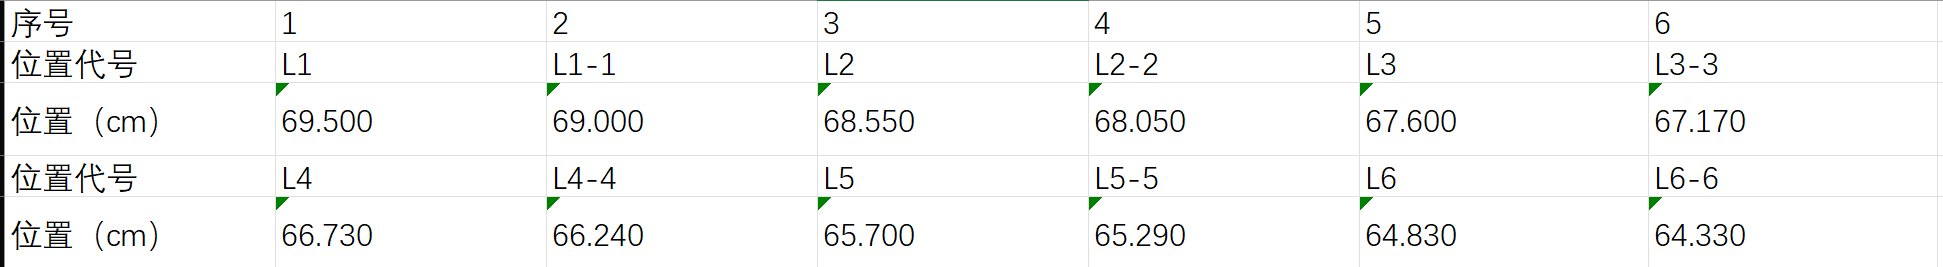 序号 1 2 3 4 5 6
位置代号 L1 L1-1 L2 L2-2 L3 L3-3
位置（cm） 69.500 69.000 68.550 68.050 67.600 67.170
位置代号 L4 L4-4 L5 L5-5 L6 L6-6
位置（cm） 66.730 66.240 65.700 65.290 64.830 64.330